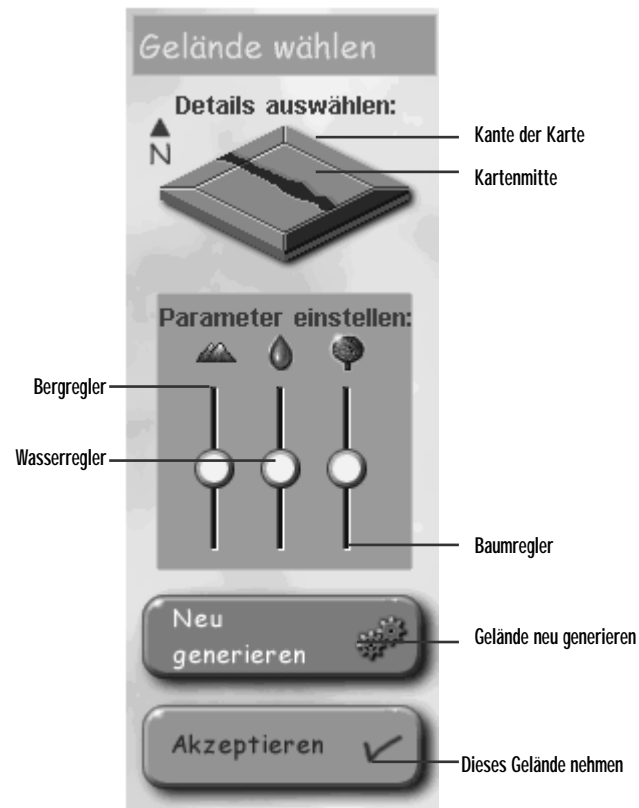 Gelände wählen
Details auswählen:
N
Kante der Karte
Kartenmitte
Parameter einstellen:
Bergregler
Wasserregler
Baumregler
Neu
generieren
Gelände neu generieren
Akzeptieren
Dieses Gelände nehmen